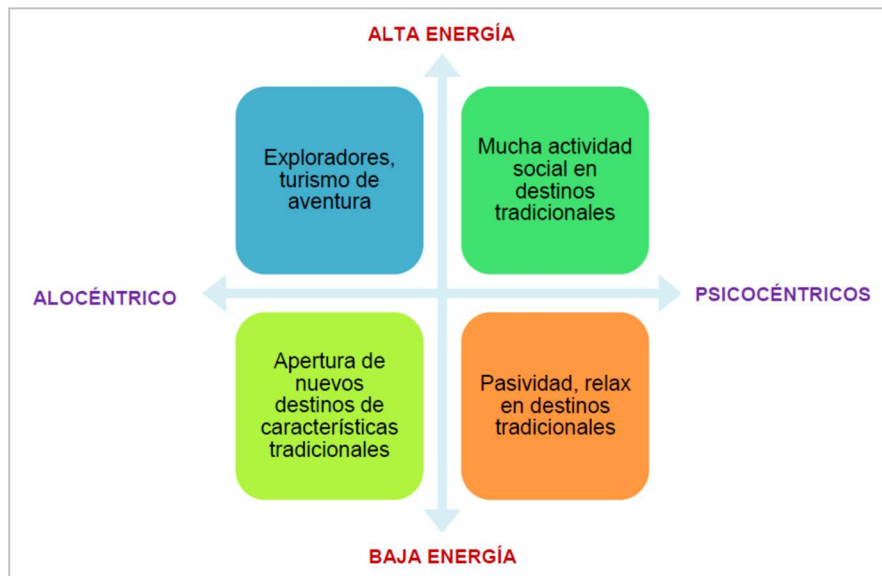 ALTA ENERGÍA
Exploradores,
turismo de
aventura
Mucha actividad
social en
destinos
tradicionales
ALOCÉNTRICO
PSICOCÉNTRICOS
Apertura de
nuevos
destinos de
características
tradicionales
Pasividad, relax
en destinos
tradicionales
BAJA ENERGÍA